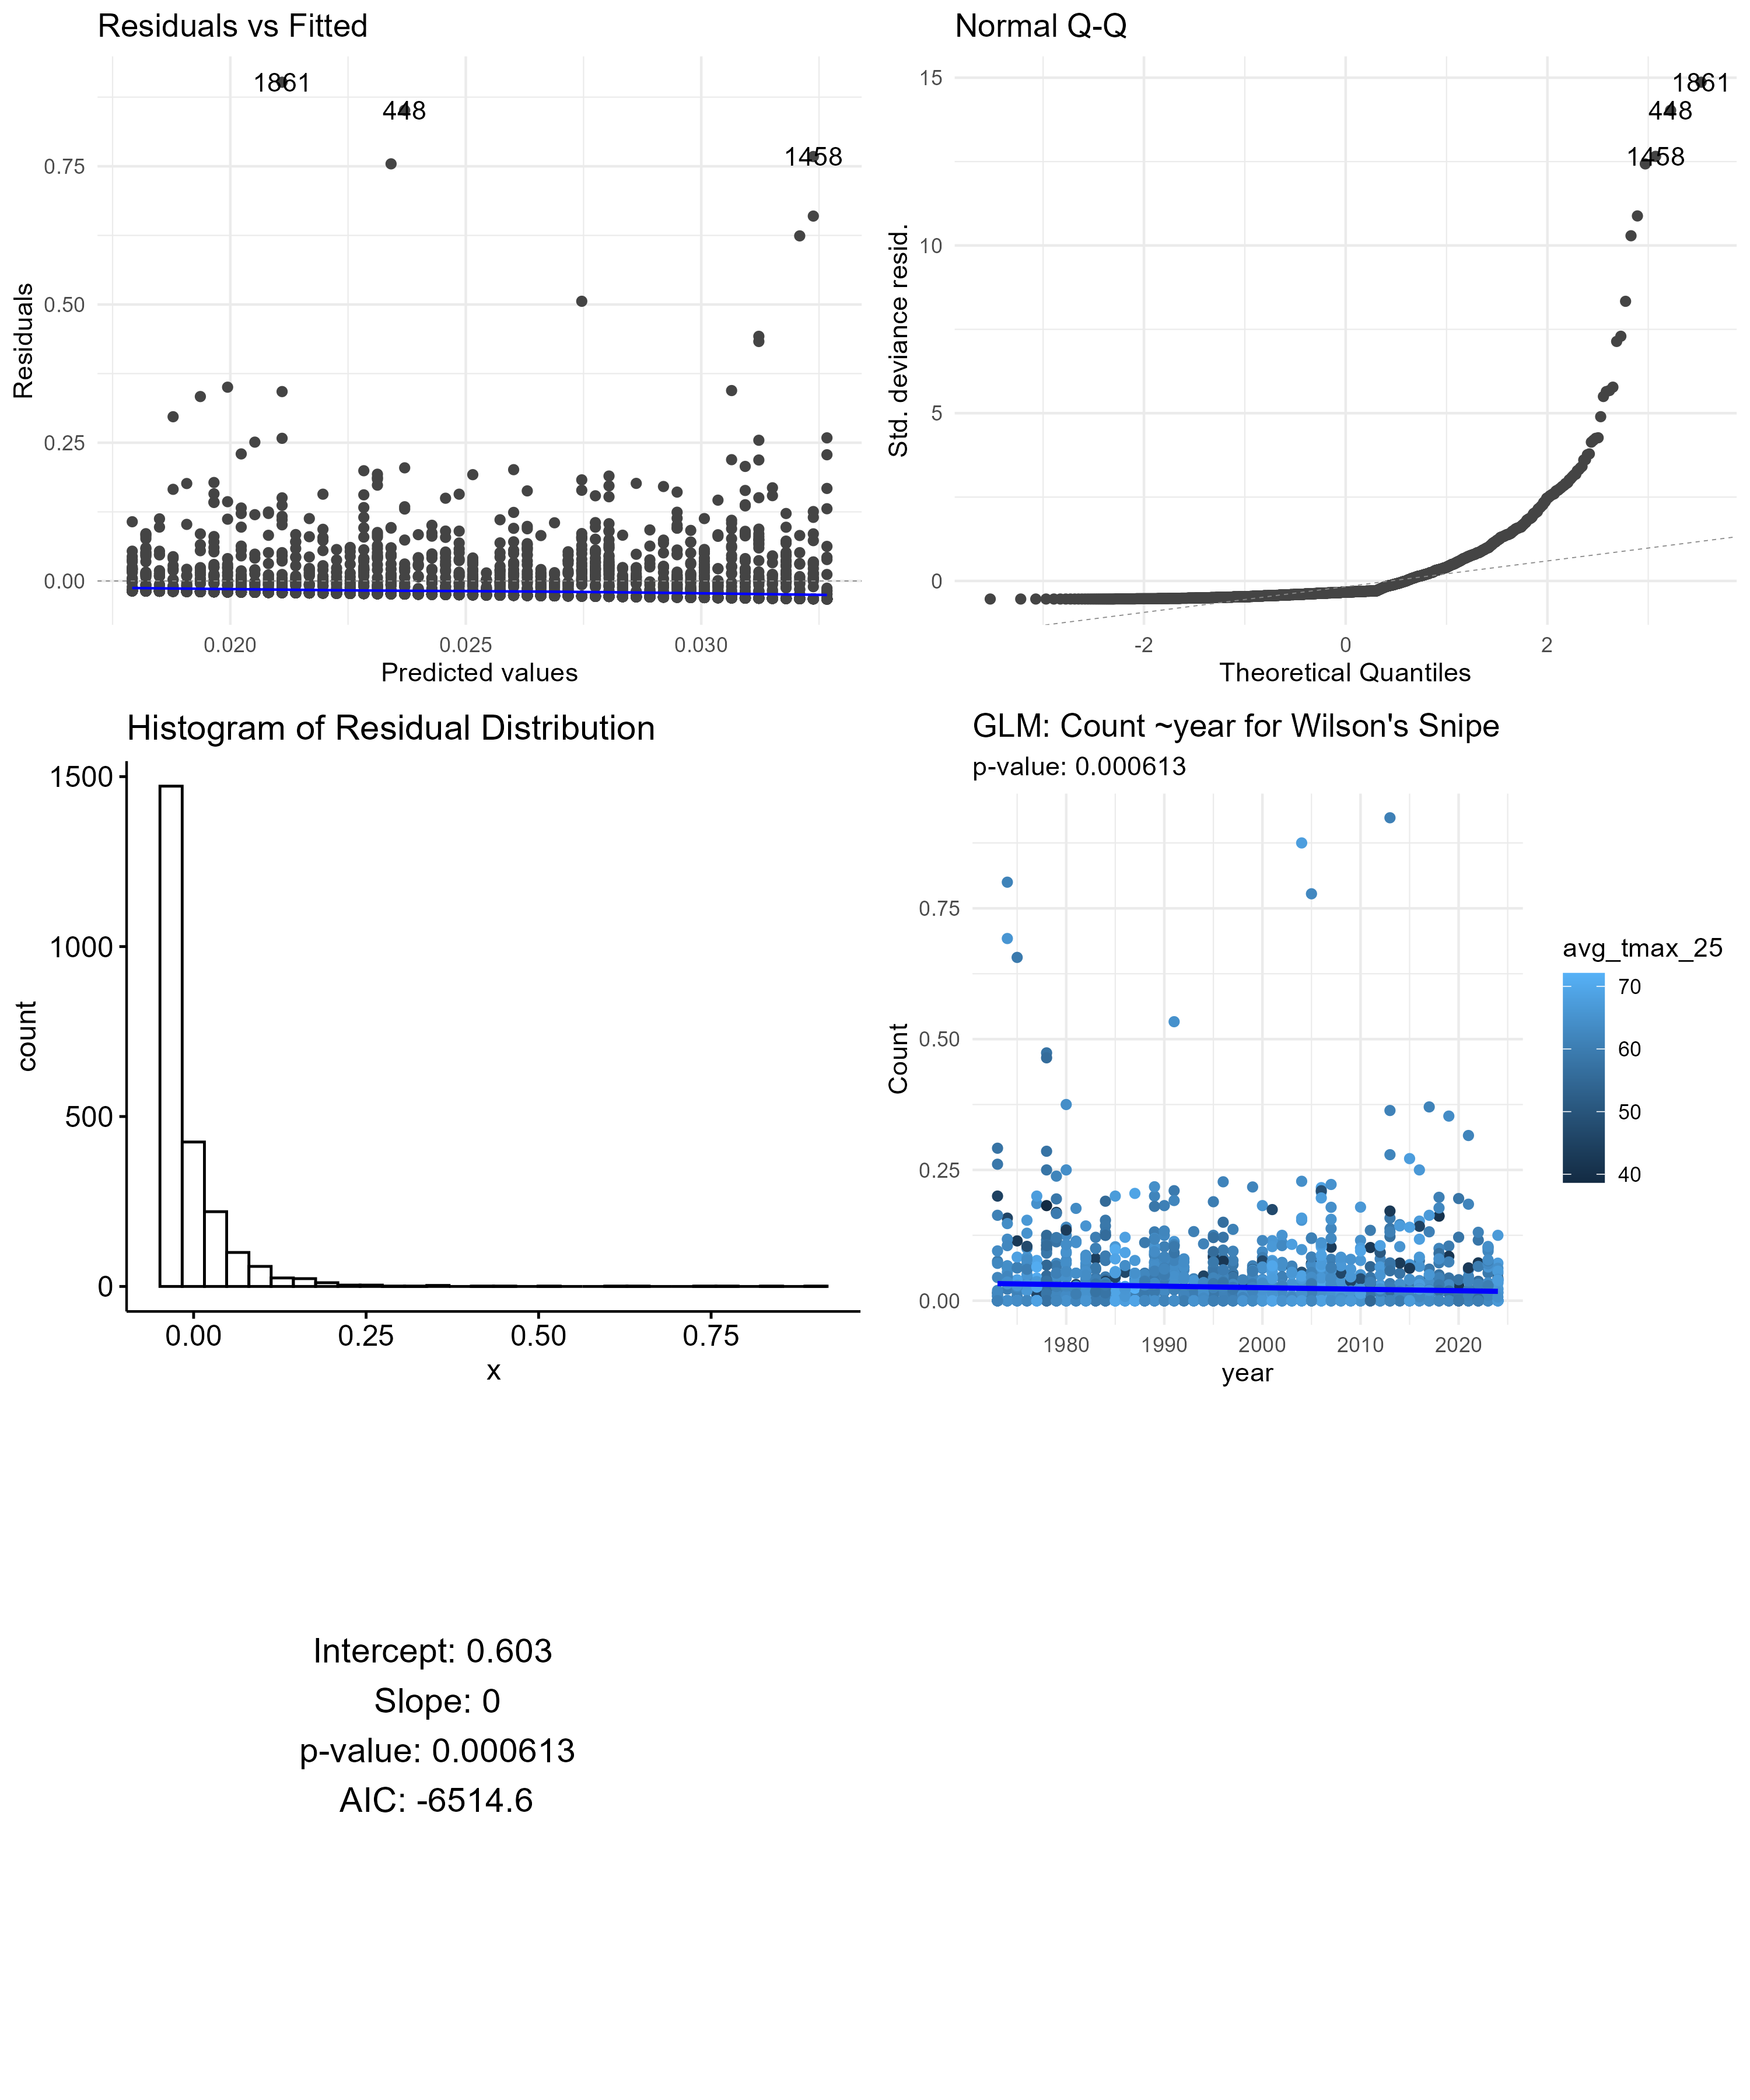 Residuals vs Fitted
1861
448
1458
0.75
0.50
0.25
0.00
Residuals
0.020
0.025
0.030
Predicted values
Normal Q-Q
1861
448
1458
15
10
5
0
Std. deviance resid.
-2
0
2
Theoretical Quantiles
Histogram of Residual Distribution
1500
1000
500
0
count
0.00
0.25
0.50
0.75
x
GLM: Count ~year for Wilson's Snipe
p-value: 0.000613
0.75
0.50
0.25
0.00
Count
1980
1990
2000
2010
2020
year
avg_tmax_25
70
60
50
40
Intercept: 0.603
Slope: 0
p-value: 0.000613
AIC: -6514.6